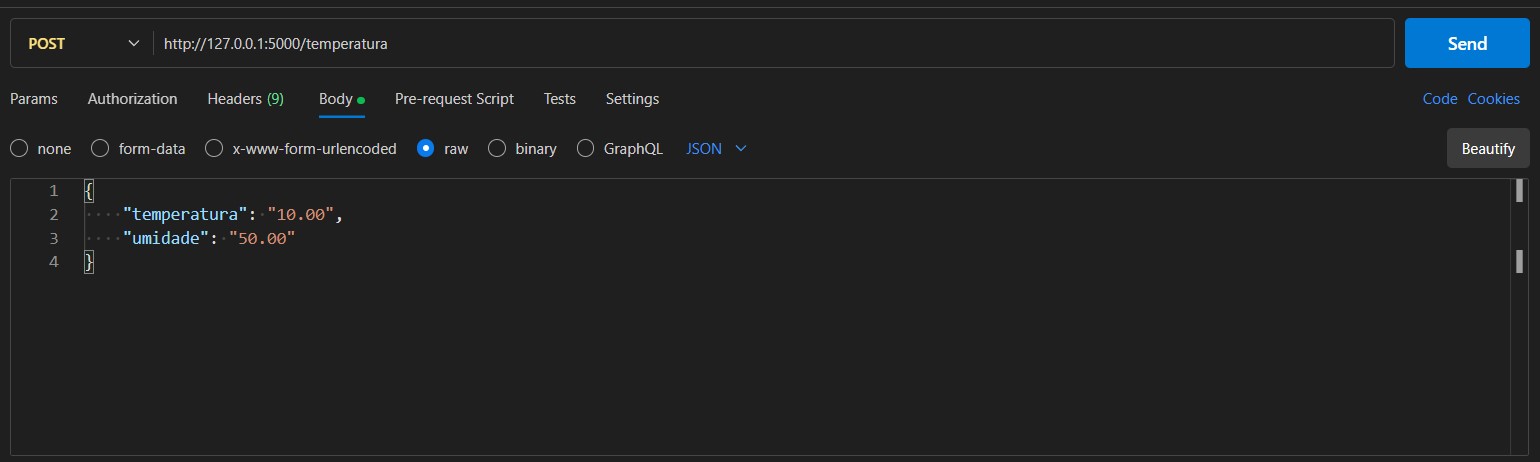 POST http://127.0.0.1:5000/temperatura Send
Params Authorization Headers (9) Body Pre-request Script Tests Settings Code Cookies
none form-data x-www-form-urlencoded raw binary GraphQL JSON Beautify
1 {
2 "temperatura": "10.00",
3 "umidade": "50.00"
4 }